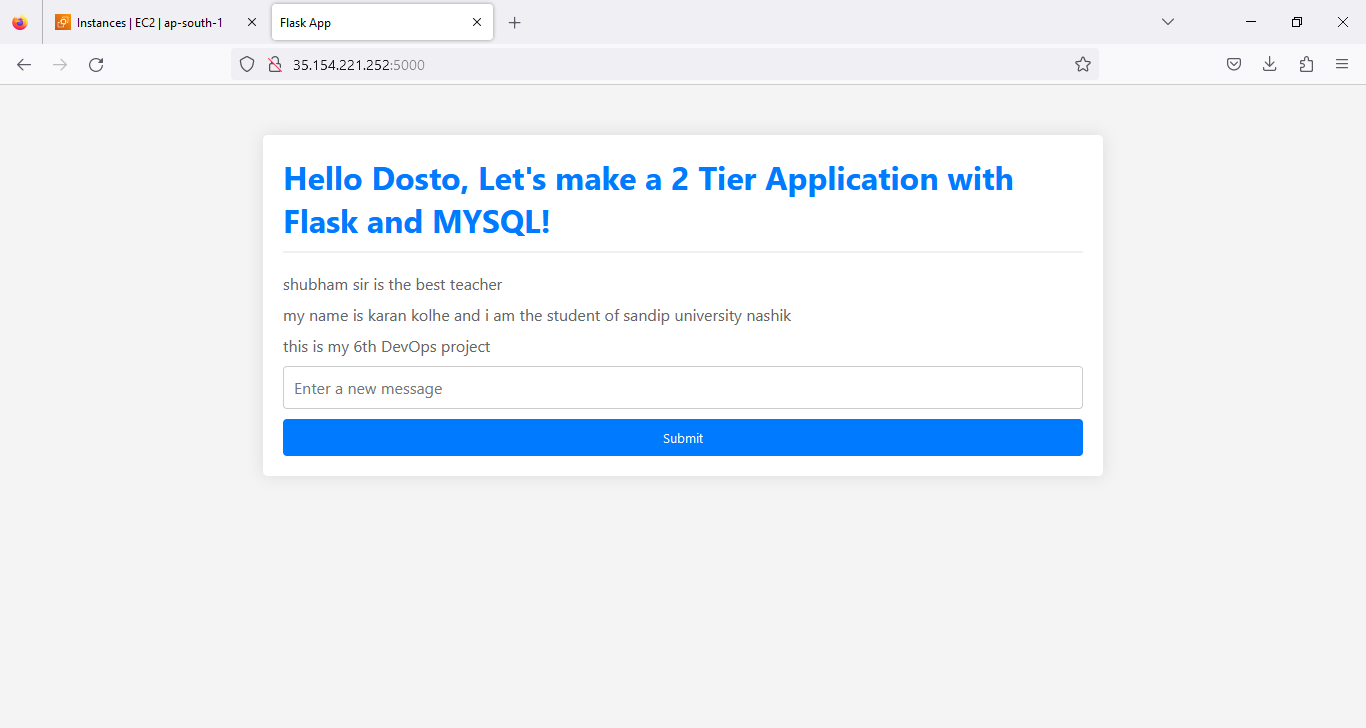 Instances | EC2 | ap-south-1
Flask App
35.154.221.252:5000
Hello Dosto, Let's make a 2 Tier Application with
Flask and MYSQL!
shubham sir is the best teacher
my name is karan kolhe and i am the student of sandip university nashik
this is my 6th DevOps project
Enter a new message
Submit